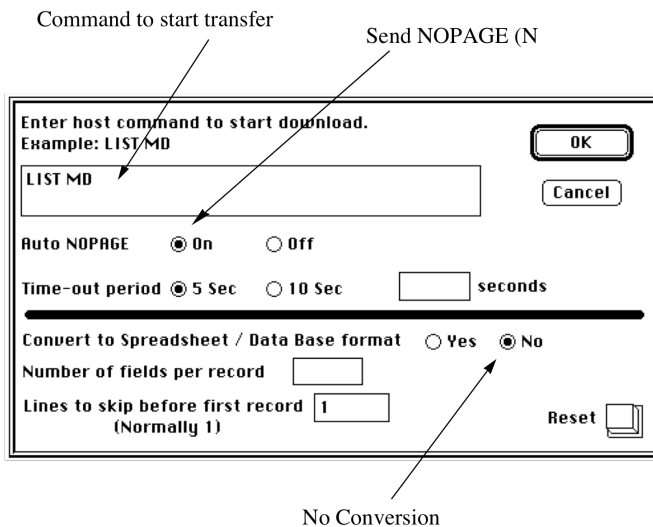 Command to start transfer
Send NOPAGE (N
Enter host command to start download.
Example: LIST MD
OK
LIST MD
Cancel
Auto NOPAGE On Off
Time-out period 5 Sec 10 Sec seconds
Convert to Spreadsheet / Data Base format Yes No
Number of fields per record
Lines to skip before first record 1
(Normally 1)
Reset
No Conversion